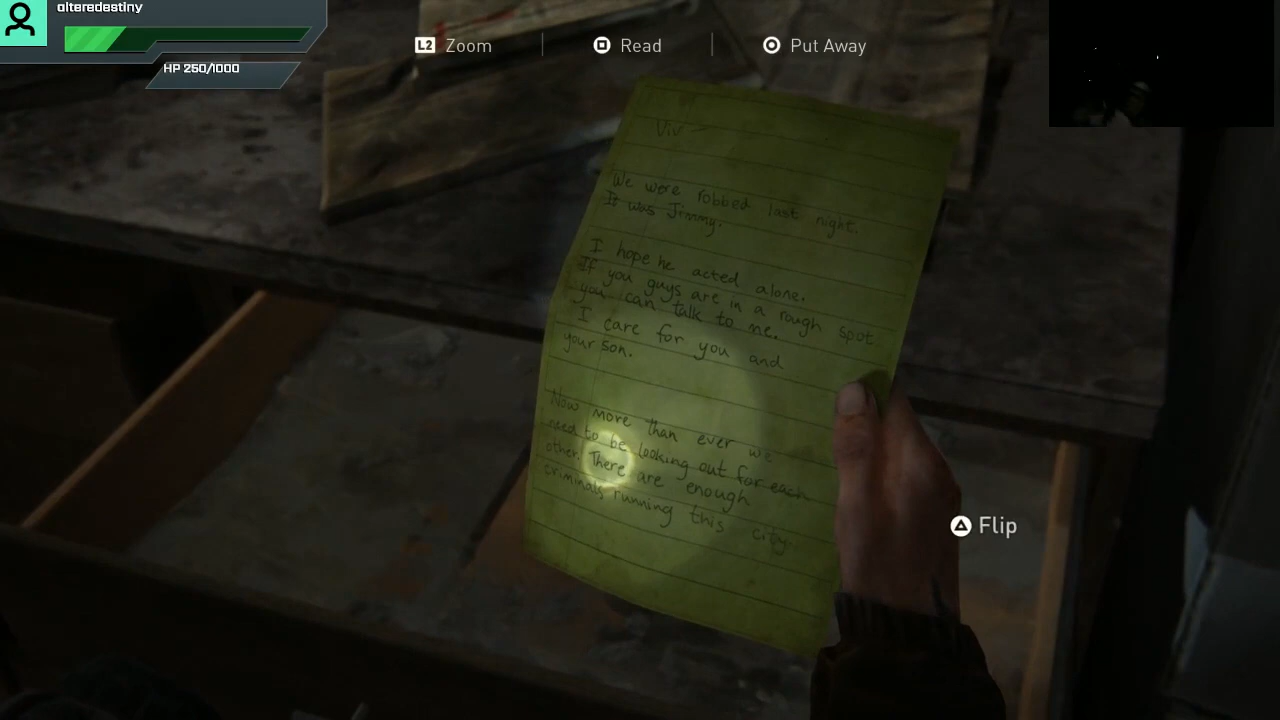 alteredestiny
HP 250/1000
L2 Zoom
Read
Put Away
Viv -
We were robbed last night.
It was Jimmy.
I hope he acted alone.
If you guys are in a rough spot
you can talk to me.
I care for you and
your son.
Now more than ever we
need to be looking out for each
other. There are enough
criminals running this city.
Flip